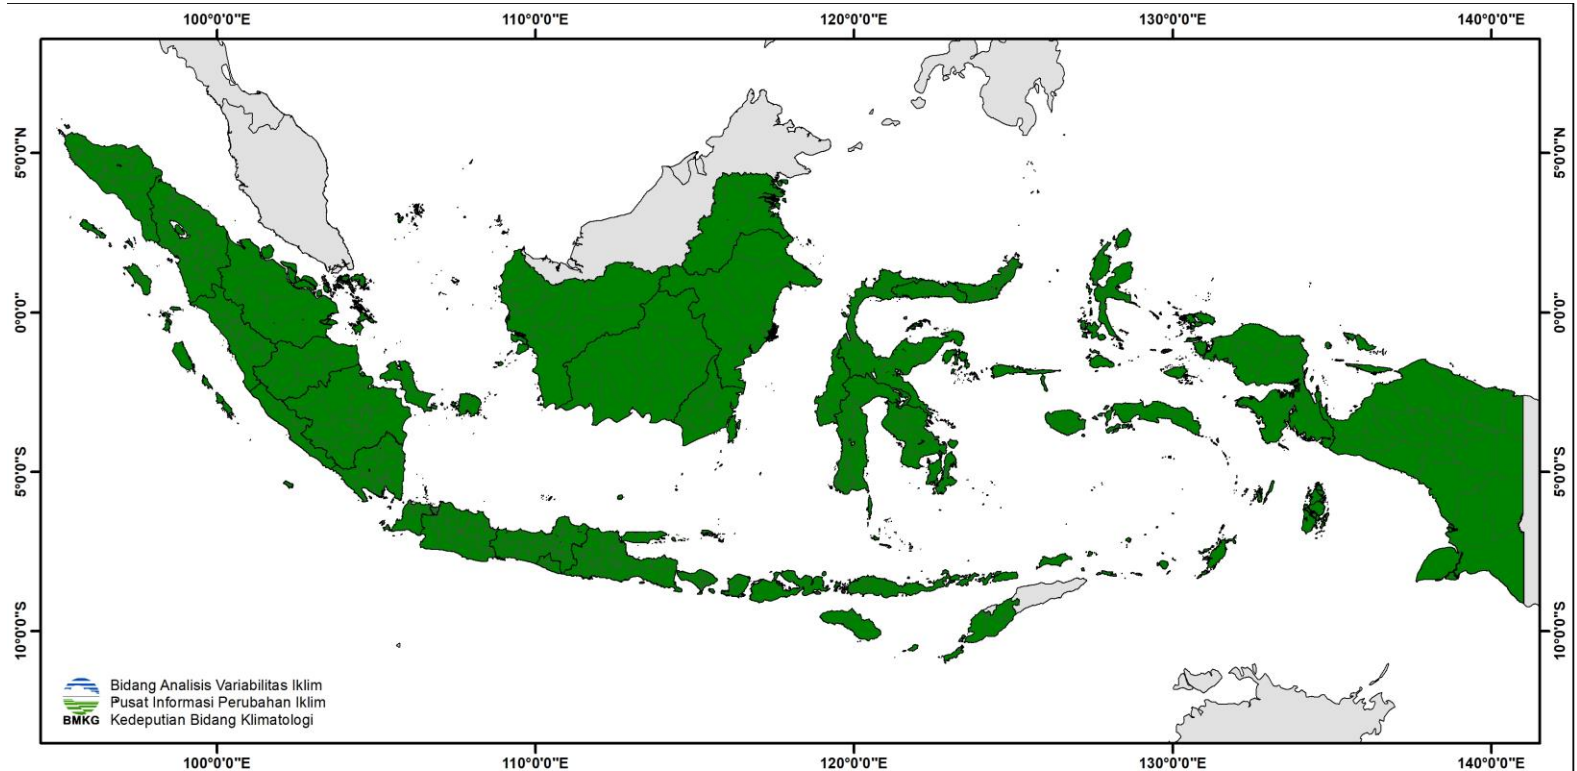 100°0'0"E 110°0'0"E 120°0'0"E 130°0'0"E 140°0'0"E
5°0'0"N 5°0'0"N
0°0'0" 0°0'0"
5°0'0"S 5°0'0"S
10°0'0"S 10°0'0"S
Bidang Analisis Variabilitas Iklim
Pusat Informasi Perubahan Iklim
BMKG Kedeputian Bidang Klimatologi
100°0'0"E 110°0'0"E 120°0'0"E 130°0'0"E 140°0'0"E